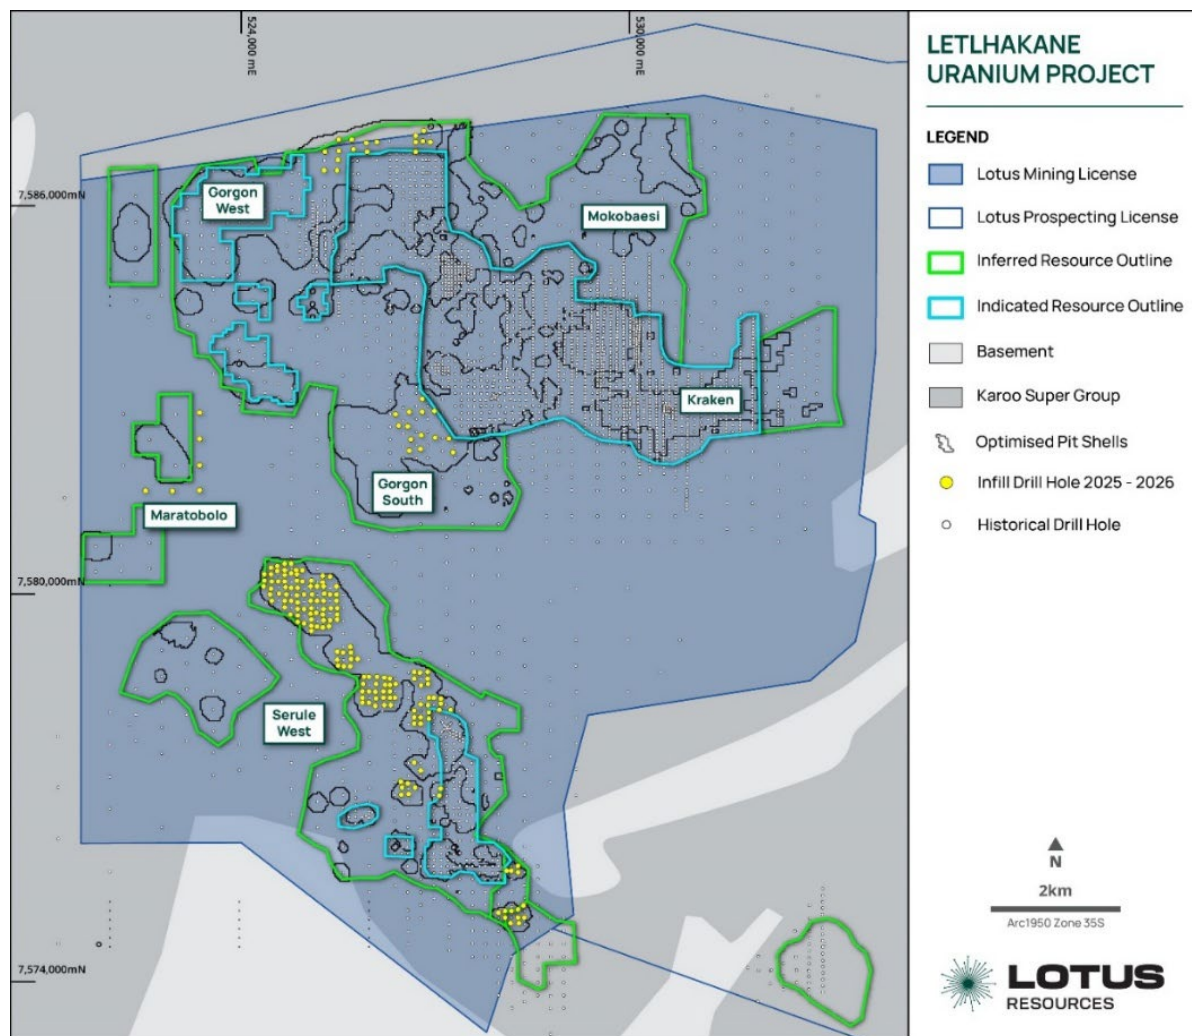 524,000 mE
530,000 mE
7,586,000mN
7,580,000mN
7,574,000mN
Gorgon
West
Mokobaesi
Kraken
Gorgon
South
Maratobolo
Serule
West
LETLHAKANE
URANIUM PROJECT
LEGEND
Lotus Mining License
Lotus Prospecting License
Inferred Resource Outline
Indicated Resource Outline
Basement
Karoo Super Group
Optimised Pit Shells
Infill Drill Hole 2025 - 2026
Historical Drill Hole
N
2km
Arc1950 Zone 35S
LOTUS
RESOURCES